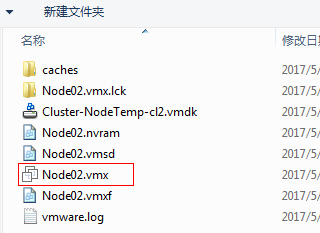 新建文件夹
名称 修改日期
caches 2017/5/
Node02.vmx.lck 2017/5/
Cluster-NodeTemp-cl2.vmdk 2017/5/
Node02.nvram 2017/5/
Node02.vmsd 2017/5/
Node02.vmx 2017/5/
Node02.vmxf 2017/5/
vmware.log 2017/5/